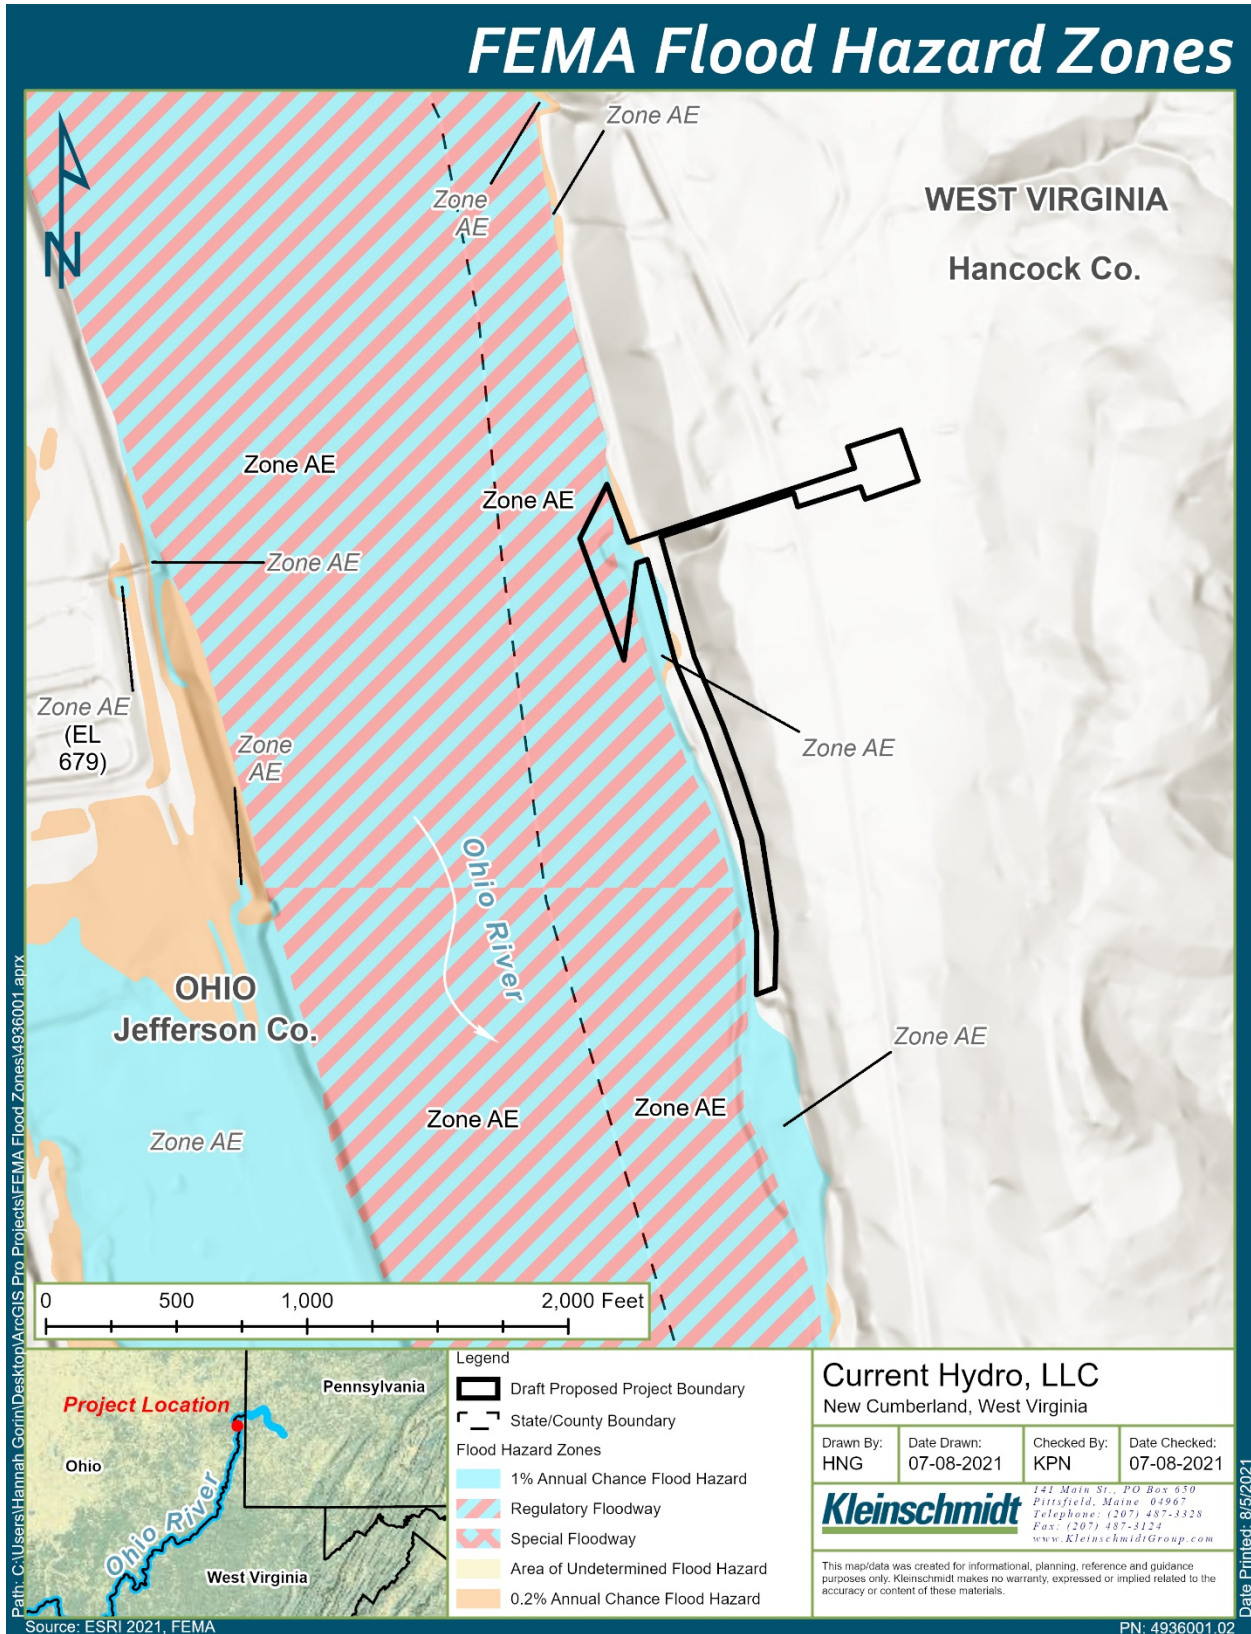 FEMA Flood Hazard Zones
Zone AE
Zone
AE
WEST VIRGINIA
Hancock Co.
N
Zone AE
Zone AE
Zone AE
Zone AE
(EL
679)
Zone
AE
Zone AE
Ohio River
OHIO
Jefferson Co.
Zone AE
Zone AE
Zone AE
Zone AE
0 500 1,000 2,000 Feet
Project Location
Pennsylvania
Ohio
Ohio River
West Virginia
Legend
Draft Proposed Project Boundary
State/County Boundary
Flood Hazard Zones
1% Annual Chance Flood Hazard
Regulatory Floodway
Special Floodway
Area of Undetermined Flood Hazard
0.2% Annual Chance Flood Hazard
Current Hydro, LLC
New Cumberland, West Virginia
Drawn By: Date Drawn: Checked By: Date Checked:
HNG 07-08-2021 KPN 07-08-2021
Kleinschmidt
141 Main St., PO Box 650
Pittsfield, Maine 04967
Telephone: (207) 487-3328
Fax: (207) 487-3124
www.KleinschmidtGroup.com
This map/data was created for informational, planning, reference and guidance
purposes only. Kleinschmidt makes no warranty, expressed or implied related to the
accuracy or content of these materials.
Path: C:\Users\Hannah Gorin\Desktop\ArcGIS Pro Projects\FEMA Flood Zones\4936001.aprx
Date Printed: 8/5/2021
Source: ESRI 2021, FEMA
PN: 4936001.02